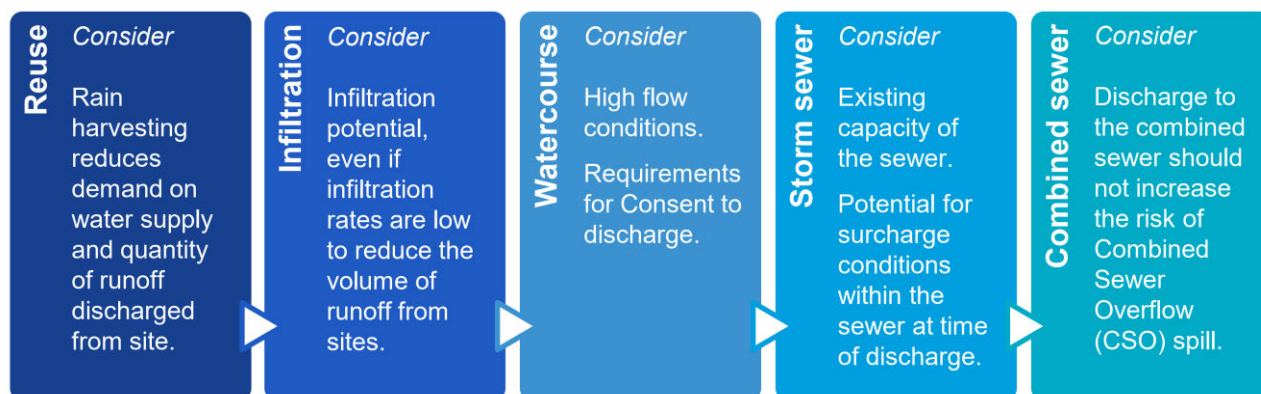 Reuse
Consider
Rain
harvesting
reduces
demand on
water supply
and quantity
of runoff
discharged
from site.
Infiltration
Consider
Infiltration
potential,
even if
infiltration
rates are low
to reduce the
volume of
runoff from
sites.
Watercourse
Consider
High flow
conditions.
Requirements
for Consent to
discharge.
Storm sewer
Consider
Existing
capacity of
the sewer.
Potential for
surcharge
conditions
within the
sewer at time
of discharge.
Combined sewer
Consider
Discharge to
the combined
sewer should
not increase
the risk of
Combined
Sewer
Overflow
(CSO) spill.